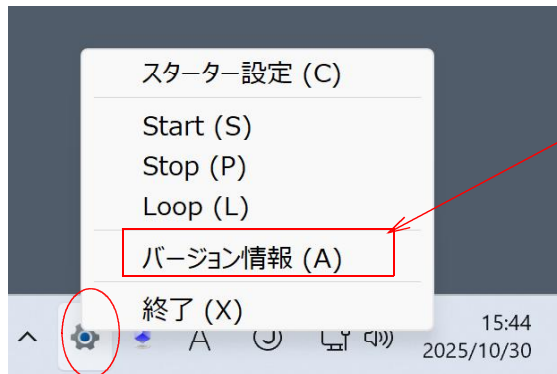 スターター設定 (C)
Start (S)
Stop (P)
Loop (L)
バージョン情報 (A)
終了 (X)
A
15:44
2025/10/30